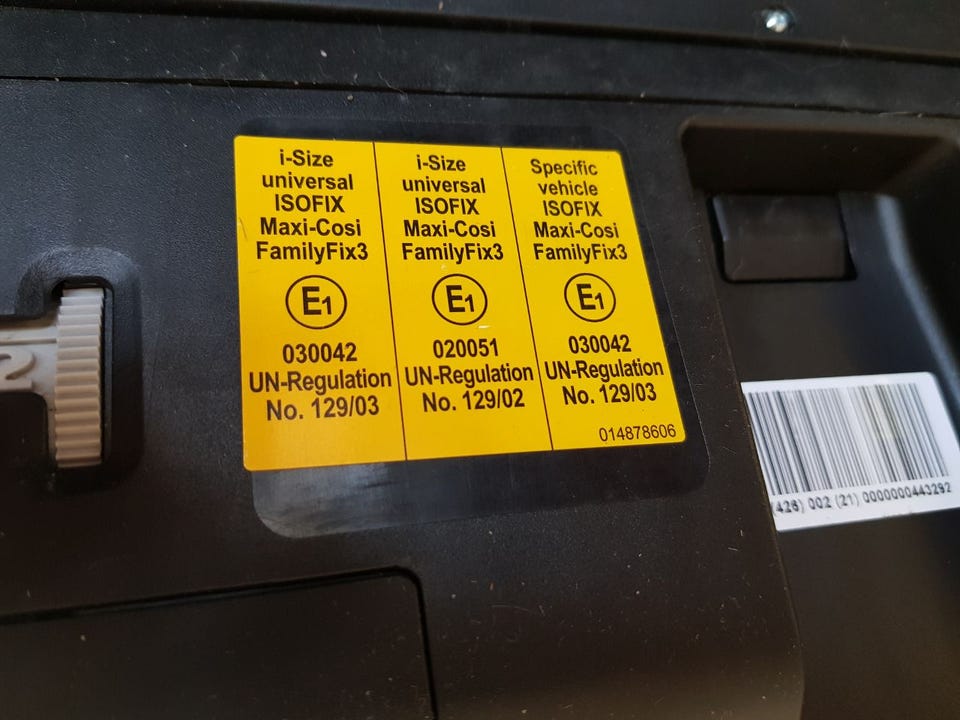 i-Size
universal
ISOFIX
Maxi-Cosi
FamilyFix3
E1
030042
UN-Regulation
No. 129/03
i-Size
universal
ISOFIX
Maxi-Cosi
FamilyFix3
E1
020051
UN-Regulation
No. 129/02
Specific
vehicle
ISOFIX
Maxi-Cosi
FamilyFix3
E1
030042
UN-Regulation
No. 129/03
014878606
2
(426) 002 (21) 0000000443292